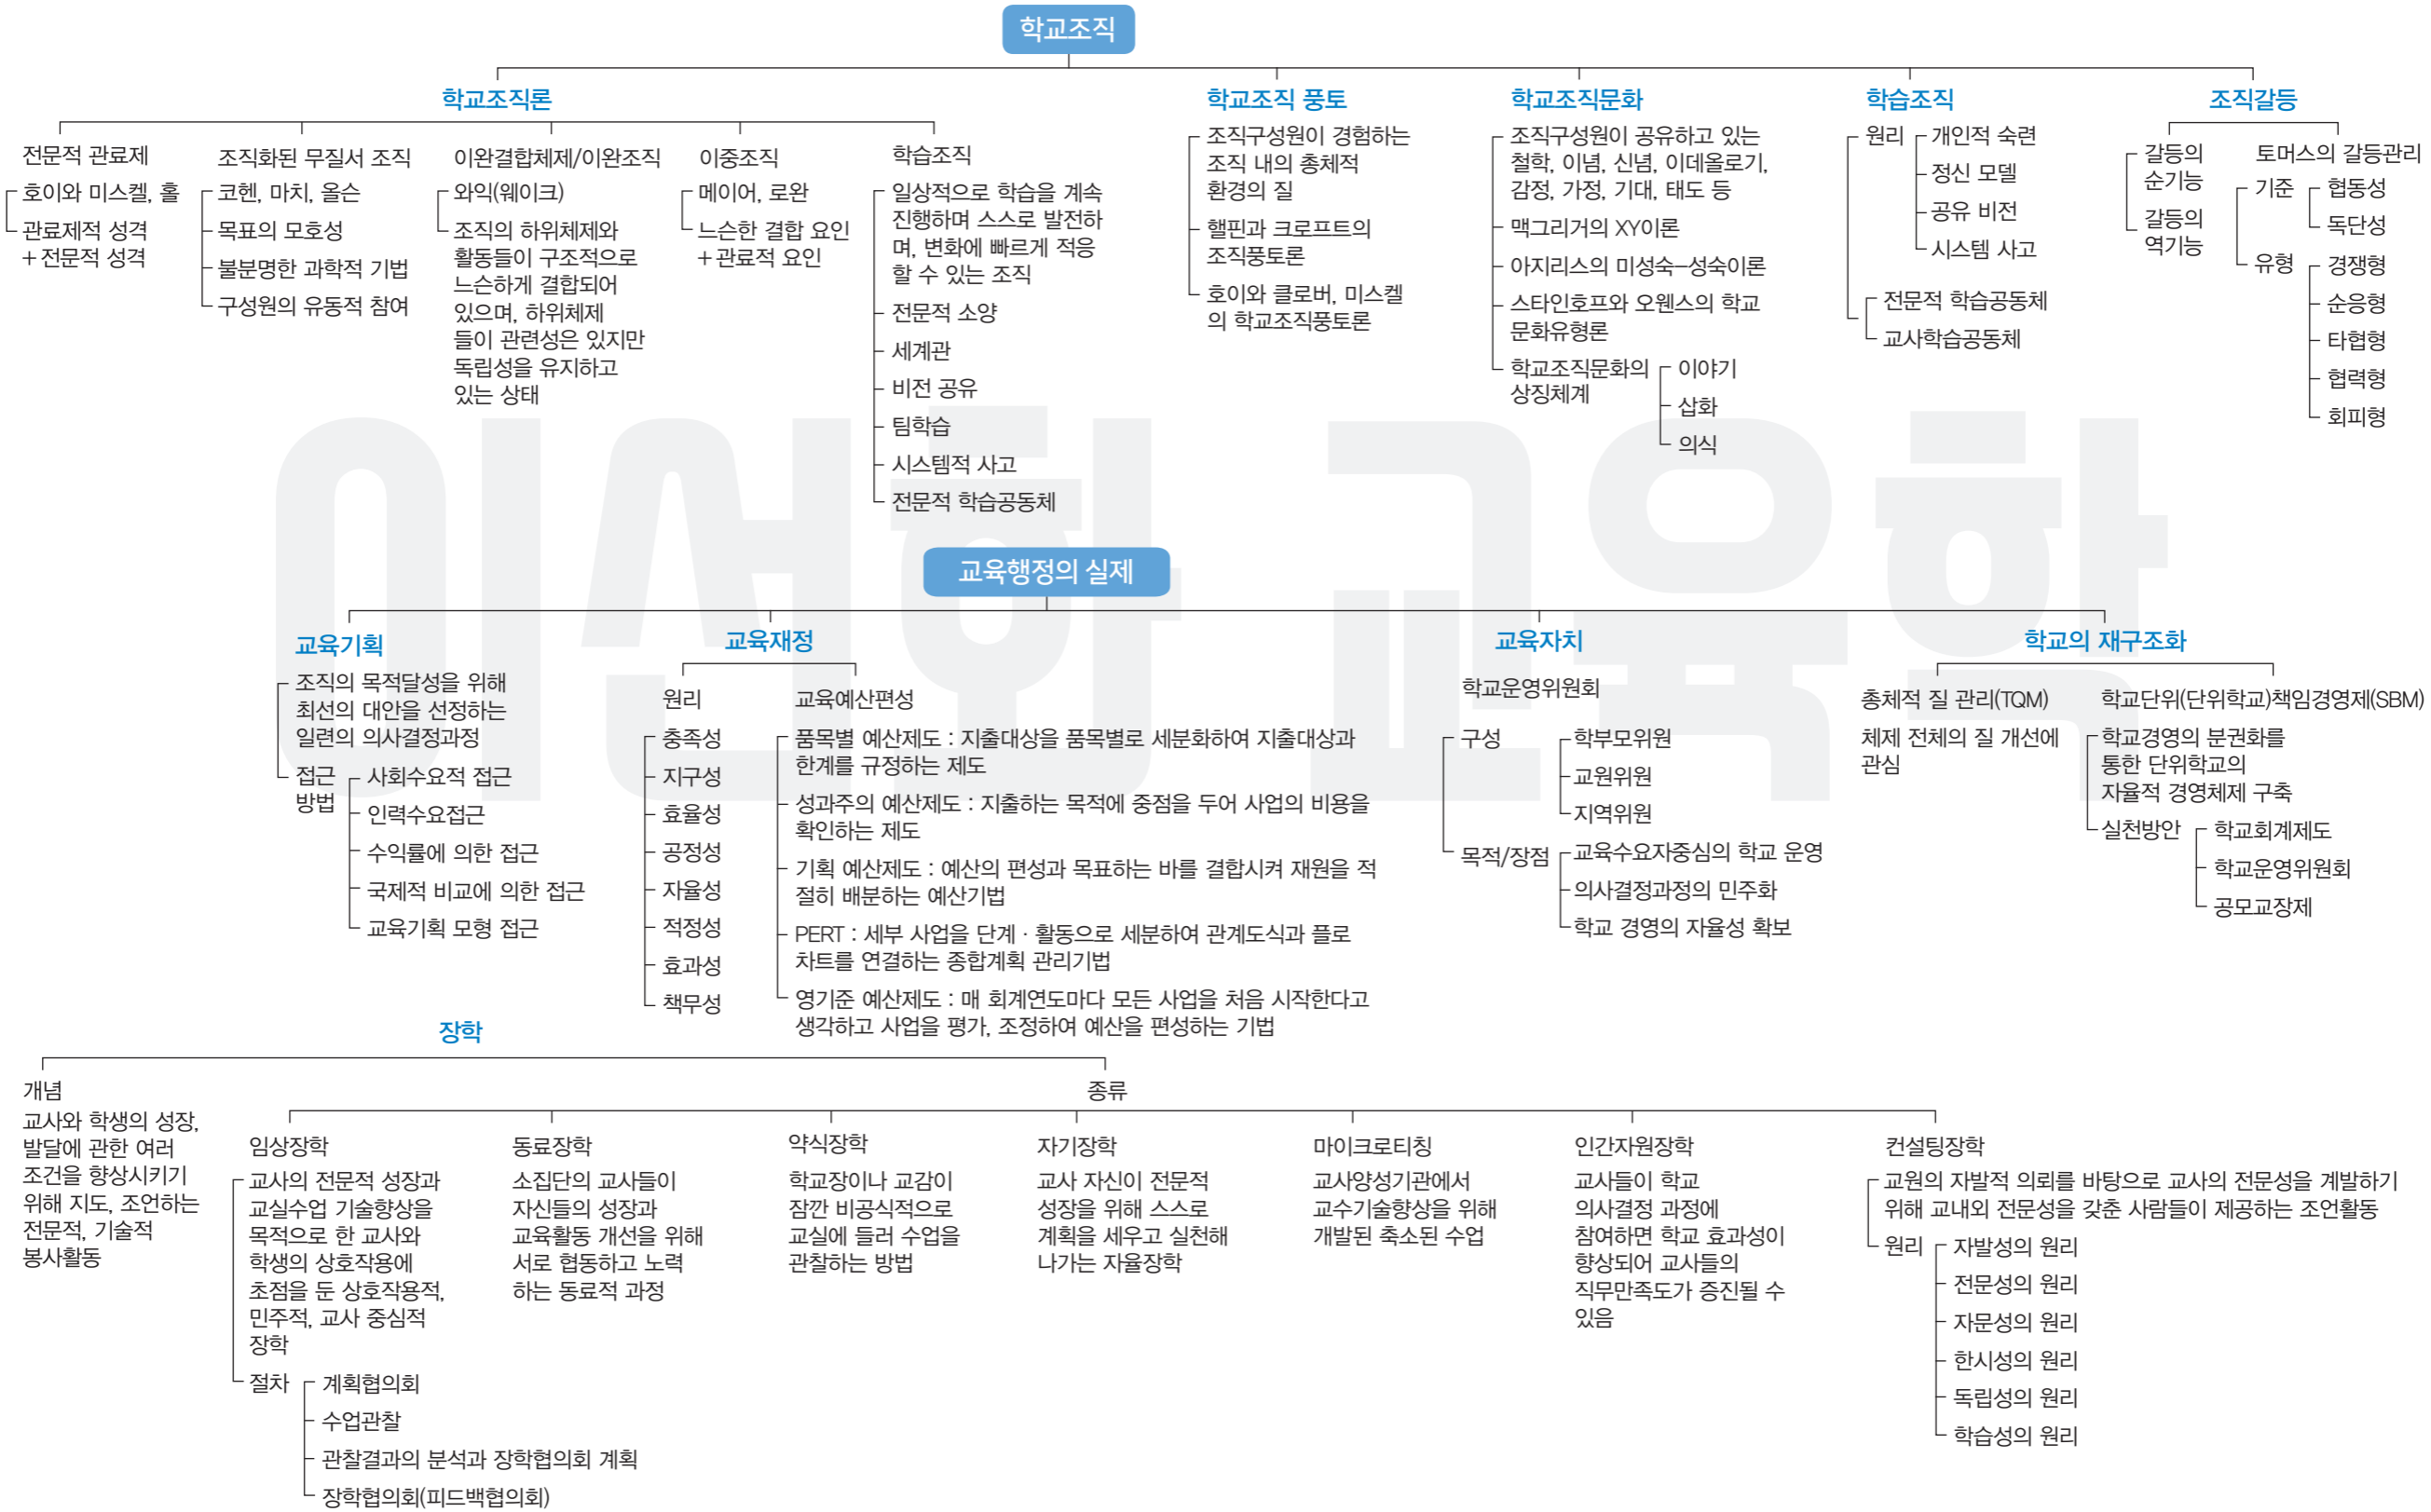 학교조직
학교조직론
전문적 관료제
호이와 미스켈, 홀
관료제적 성격
+전문적 성격
조직화된 무질서 조직
코헨, 마치, 올슨
목표의 모호성
불분명한 과학적 기법
구성원의 유동적 참여
이완결합체제/이완조직
와익(웨이크)
조직의 하위체제와
활동들이 구조적으로
느슨하게 결합되어
있으며, 하위체제
들이 관련성은 있지만
독립성을 유지하고
있는 상태
이중조직
메이어, 로완
느슨한 결합 요인
+관료적 요인
학습조직
일상적으로 학습을 계속
진행하며 스스로 발전하
며, 변화에 빠르게 적응
할 수 있는 조직
전문적 소양
세계관
비전 공유
팀학습
시스템적 사고
전문적 학습공동체
학교조직 풍토
조직구성원이 경험하는
조직 내의 총체적
환경의 질
핼핀과 크로프트의
조직풍토론
호이와 클로버, 미스켈
의 학교조직풍토론
학교조직문화
조직구성원이 공유하고 있는
철학, 이념, 신념, 이데올로기,
감정, 가정, 기대, 태도 등
맥그리거의 XY이론
아지리스의 미성숙–성숙이론
스타인호프와 오웬스의 학교
문화유형론
학교조직문화의
상징체계
이야기
삽화
의식
학습조직
원리
개인적 숙련
정신 모델
공유 비전
시스템 사고
전문적 학습공동체
교사학습공동체
조직갈등
갈등의
순기능
갈등의
역기능
토머스의 갈등관리
기준
협동성
독단성
유형
경쟁형
순응형
타협형
협력형
회피형
이선화 교육학
교육행정의 실제
교육기획
조직의 목적달성을 위해
최선의 대안을 선정하는
일련의 의사결정과정
접근
방법
사회수요적 접근
인력수요접근
수익률에 의한 접근
국제적 비교에 의한 접근
교육기획 모형 접근
교육재정
원리
충족성
지구성
효율성
공정성
자율성
적정성
효과성
책무성
교육예산편성
품목별 예산제도 : 지출대상을 품목별로 세분화하여 지출대상과
한계를 규정하는 제도
성과주의 예산제도 : 지출하는 목적에 중점을 두어 사업의 비용을
확인하는 제도
기획 예산제도 : 예산의 편성과 목표하는 바를 결합시켜 재원을 적
절히 배분하는 예산기법
PERT : 세부 사업을 단계 · 활동으로 세분하여 관계도식과 플로
차트를 연결하는 종합계획 관리기법
영기준 예산제도 : 매 회계연도마다 모든 사업을 처음 시작한다고
생각하고 사업을 평가, 조정하여 예산을 편성하는 기법
교육자치
학교운영위원회
구성
학부모위원
교원위원
지역위원
목적/장점
교육수요자중심의 학교 운영
의사결정과정의 민주화
학교 경영의 자율성 확보
학교의 재구조화
총체적 질 관리(TQM)
체제 전체의 질 개선에
관심
학교단위(단위학교)책임경영제(SBM)
학교경영의 분권화를
통한 단위학교의
자율적 경영체제 구축
실천방안
학교회계제도
학교운영위원회
공모교장제
장학
개념
교사와 학생의 성장,
발달에 관한 여러
조건을 향상시키기
위해 지도, 조언하는
전문적, 기술적
봉사활동
종류
임상장학
교사의 전문적 성장과
교실수업 기술향상을
목적으로 한 교사와
학생의 상호작용에
초점을 둔 상호작용적,
민주적, 교사 중심적
장학
절차
계획협의회
수업관찰
관찰결과의 분석과 장학협의회 계획
장학협의회(피드백협의회)
동료장학
소집단의 교사들이
자신들의 성장과
교육활동 개선을 위해
서로 협동하고 노력
하는 동료적 과정
약식장학
학교장이나 교감이
잠깐 비공식적으로
교실에 들러 수업을
관찰하는 방법
자기장학
교사 자신이 전문적
성장을 위해 스스로
계획을 세우고 실천해
나가는 자율장학
마이크로티칭
교사양성기관에서
교수기술향상을 위해
개발된 축소된 수업
인간자원장학
교사들이 학교
의사결정 과정에
참여하면 학교 효과성이
향상되어 교사들의
직무만족도가 증진될 수
있음
컨설팅장학
교원의 자발적 의뢰를 바탕으로 교사의 전문성을 계발하기
위해 교내외 전문성을 갖춘 사람들이 제공하는 조언활동
원리
자발성의 원리
전문성의 원리
자문성의 원리
한시성의 원리
독립성의 원리
학습성의 원리